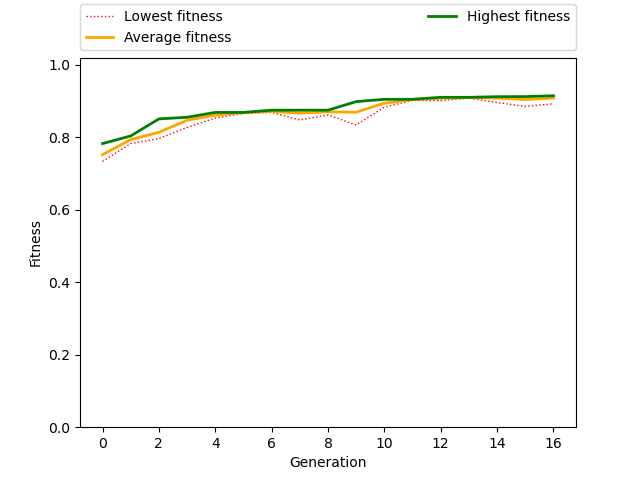 Lowest fitness
Average fitness
Highest fitness
1.0
0.8
0.6
0.4
0.2
0.0
Fitness
0 2 4 6 8 10 12 14 16
Generation